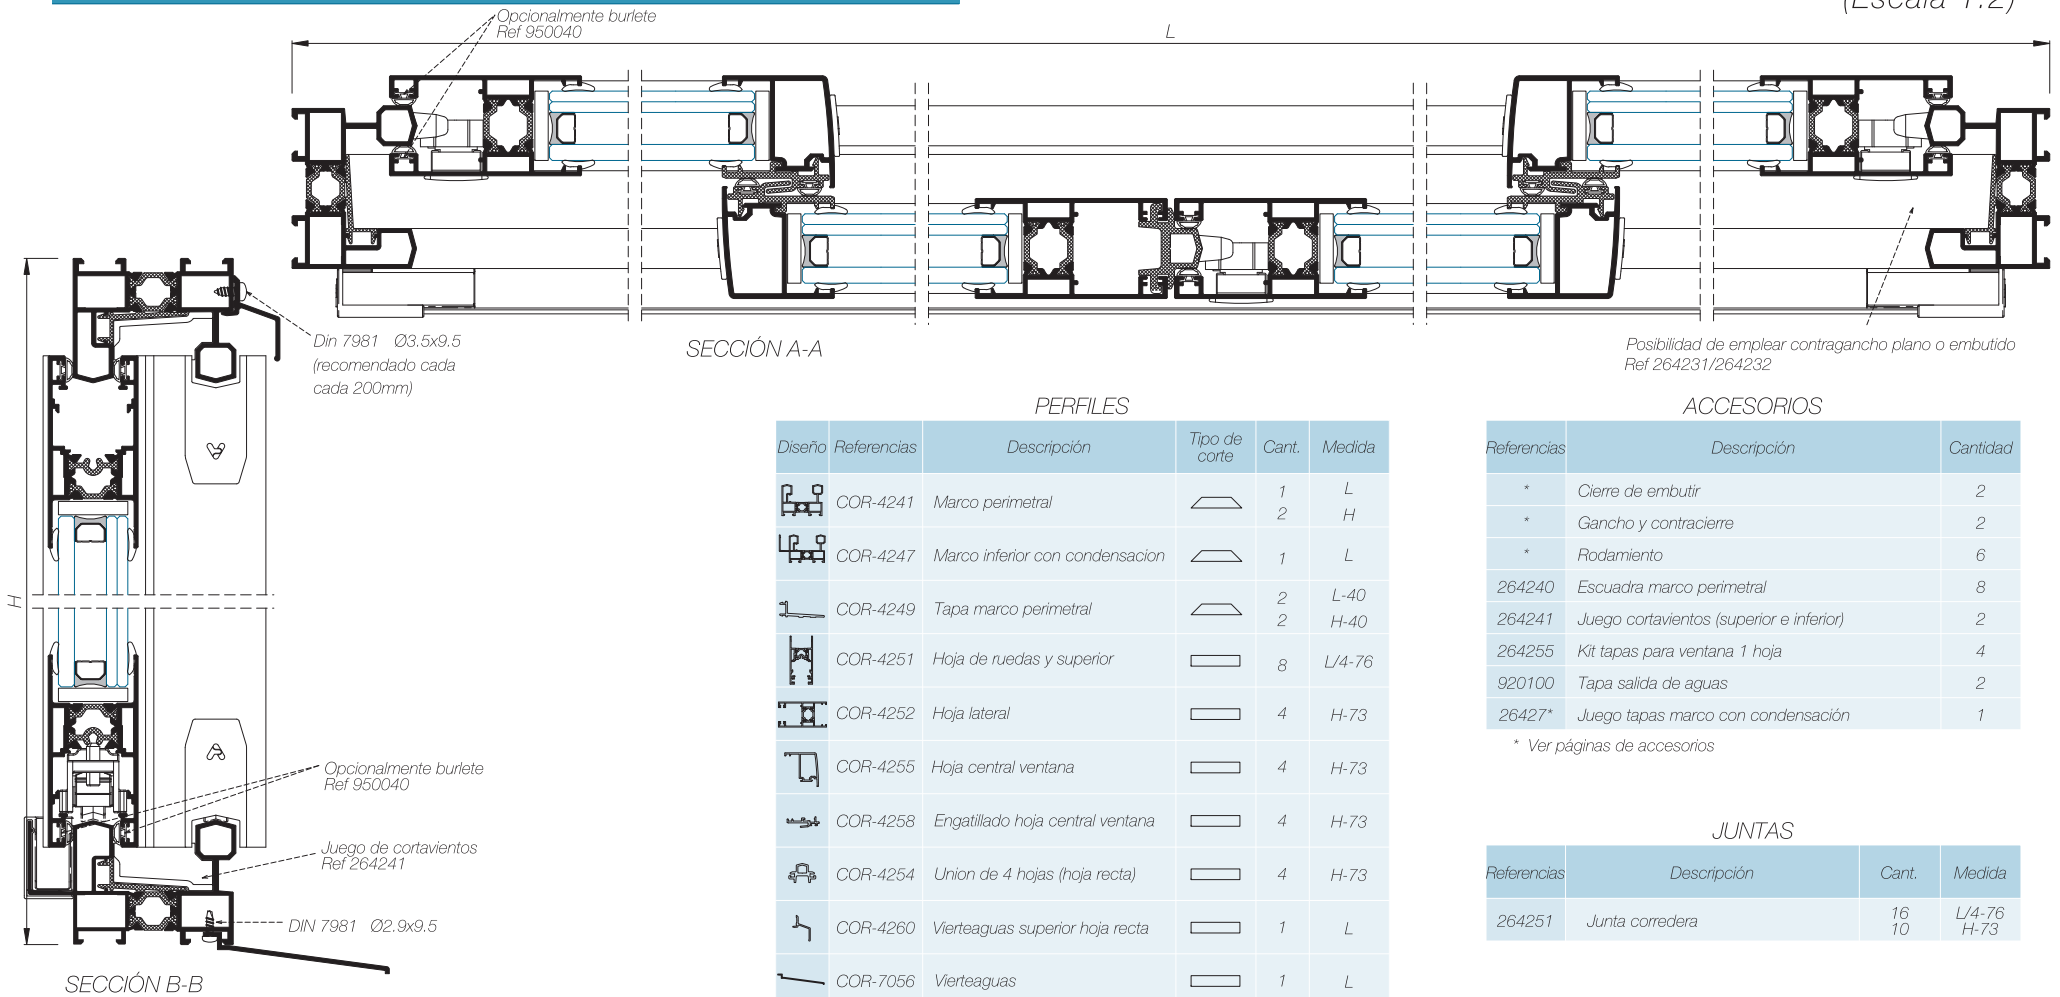 (Escala 1:2)
Opcionalmente burlete
Ref 950040
L
H
Din 7981 Ø3.5x9.5
(recomendado cada
cada 200mm)
SECCIÓN A-A
Posibilidad de emplear contragancho plano o embutido
Ref 264231/264232
Opcionalmente burlete
Ref 950040
Juego de cortavientos
Ref 264241
DIN 7981 Ø2.9x9.5
SECCIÓN B-B
PERFILES
Diseño Referencias Descripción Tipo de corte Cant. Medida
COR-4241 Marco perimetral 1 L
2 H
COR-4247 Marco inferior con condensacion 1 L
COR-4249 Tapa marco perimetral 2 L-40
2 H-40
COR-4251 Hoja de ruedas y superior 8 L/4-76
COR-4252 Hoja lateral 4 H-73
COR-4255 Hoja central ventana 4 H-73
COR-4258 Engatillado hoja central ventana 4 H-73
COR-4254 Union de 4 hojas (hoja recta) 4 H-73
COR-4260 Vierteaguas superior hoja recta 1 L
COR-7056 Vierteaguas 1 L
ACCESORIOS
Referencias Descripción Cantidad
* Cierre de embutir 2
* Gancho y contracierre 2
* Rodamiento 6
264240 Escuadra marco perimetral 8
264241 Juego cortavientos (superior e inferior) 2
264255 Kit tapas para ventana 1 hoja 4
920100 Tapa salida de aguas 2
26427* Juego tapas marco con condensación 1
* Ver páginas de accesorios
JUNTAS
Referencias Descripción Cant. Medida
264251 Junta corredera 16 L/4-76
10 H-73